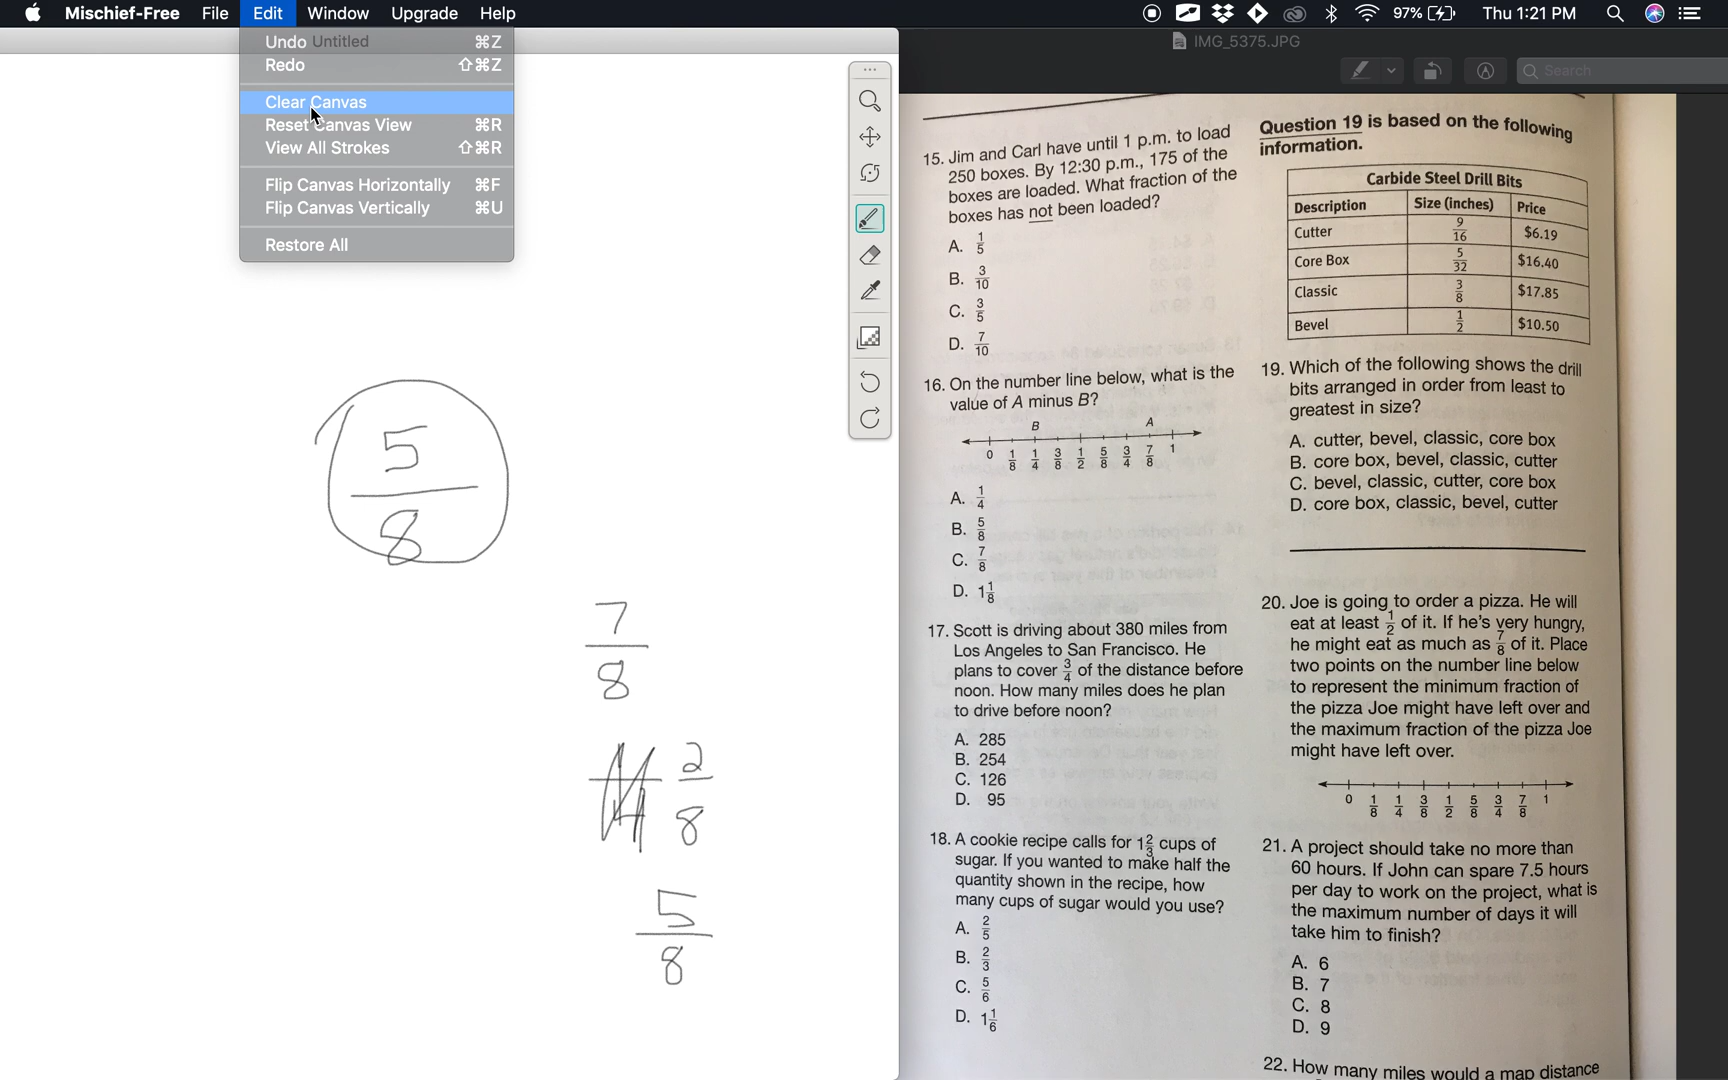 Mischief-Free File Edit Window Upgrade Help 97% Thu 1:21 PM
Undo Untitled ⌘Z
Redo ⇧⌘Z
Clear Canvas
Reset Canvas View ⌘R
View All Strokes ⇧⌘R
Flip Canvas Horizontally ⌘F
Flip Canvas Vertically ⌘U
Restore All
5
8
7
8
2
8
5
8
IMG_5375.JPG
Search
15. Jim and Carl have until 1 p.m. to load
250 boxes. By 12:30 p.m., 175 of the
boxes are loaded. What fraction of the
boxes has not been loaded?
A. 1/5
B. 3/10
C. 3/5
D. 7/10
16. On the number line below, what is the
value of A minus B?
B A
0 1/8 1/4 3/8 1/2 5/8 3/4 7/8 1
A. 1/4
B. 5/8
C. 7/8
D. 1 1/8
17. Scott is driving about 380 miles from
Los Angeles to San Francisco. He
plans to cover 3/4 of the distance before
noon. How many miles does he plan
to drive before noon?
A. 285
B. 254
C. 126
D. 95
18. A cookie recipe calls for 1 2/3 cups of
sugar. If you wanted to make half the
quantity shown in the recipe, how
many cups of sugar would you use?
A. 2/5
B. 2/3
C. 5/6
D. 1 1/6
Question 19 is based on the following
information.
Carbide Steel Drill Bits
Description Size (inches) Price
Cutter 9/16 $6.19
Core Box 5/32 $16.40
Classic 3/8 $17.85
Bevel 1/2 $10.50
19. Which of the following shows the drill
bits arranged in order from least to
greatest in size?
A. cutter, bevel, classic, core box
B. core box, bevel, classic, cutter
C. bevel, classic, cutter, core box
D. core box, classic, bevel, cutter
20. Joe is going to order a pizza. He will
eat at least 1/2 of it. If he's very hungry,
he might eat as much as 7/8 of it. Place
two points on the number line below
to represent the minimum fraction of
the pizza Joe might have left over and
the maximum fraction of the pizza Joe
might have left over.
0 1/8 1/4 3/8 1/2 5/8 3/4 7/8 1
21. A project should take no more than
60 hours. If John can spare 7.5 hours
per day to work on the project, what is
the maximum number of days it will
take him to finish?
A. 6
B. 7
C. 8
D. 9
22. How many miles would a map distance